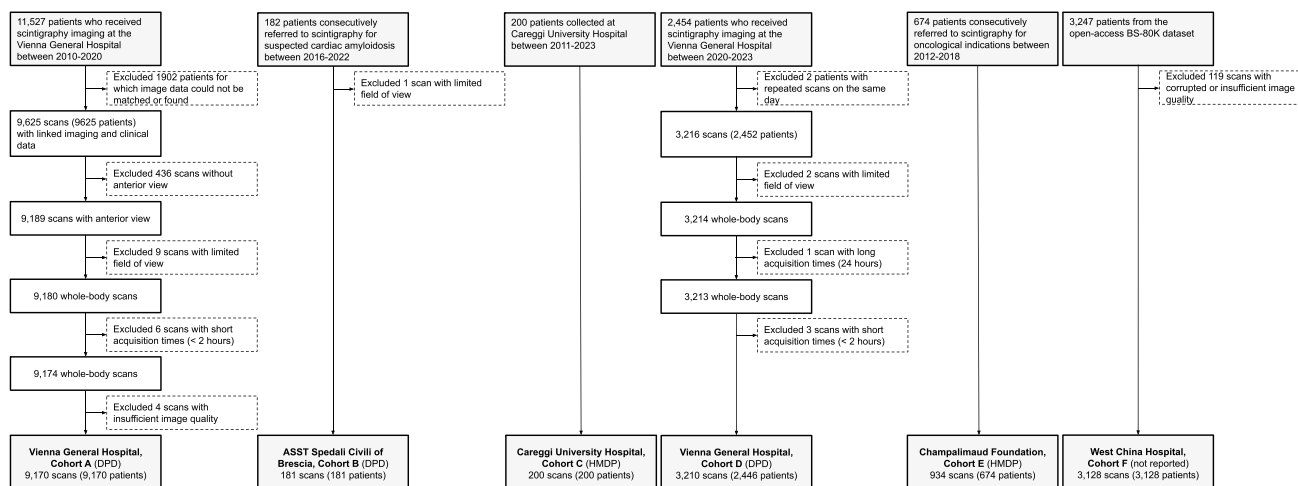 11,527 patients who received
scintigraphy imaging at the
Vienna General Hospital
between 2010-2020
Excluded 1902 patients for
which image data could not be
matched or found
9,625 scans (9625 patients)
with linked imaging and clinical
data
Excluded 436 scans without
anterior view
9,189 scans with anterior view
Excluded 9 scans with limited
field of view
9,180 whole-body scans
Excluded 6 scans with short
acquisition times (< 2 hours)
9,174 whole-body scans
Excluded 4 scans with
insufficient image quality
Vienna General Hospital,
Cohort A (DPD)
9,170 scans (9,170 patients)
182 patients consecutively
referred to scintigraphy for
suspected cardiac amyloidosis
between 2016-2022
Excluded 1 scan with limited
field of view
ASST Spedali Civili of
Brescia, Cohort B (DPD)
181 scans (181 patients)
200 patients collected at
Careggi University Hospital
between 2011-2023
Careggi University Hospital,
Cohort C (HMDP)
200 scans (200 patients)
2,454 patients who received
scintigraphy imaging at the
Vienna General Hospital
between 2020-2023
Excluded 2 patients with
repeated scans on the same
day
3,216 scans (2,452 patients)
Excluded 2 scans with limited
field of view
3,214 whole-body scans
Excluded 1 scan with long
acquisition times (24 hours)
3,213 whole-body scans
Excluded 3 scans with short
acquisition times (< 2 hours)
Vienna General Hospital,
Cohort D (DPD)
3,210 scans (2,446 patients)
674 patients consecutively
referred to scintigraphy for
oncological indications between
2012-2018
Champalimaud Foundation,
Cohort E (HMDP)
934 scans (674 patients)
3,247 patients from the
open-access BS-80K dataset
Excluded 119 scans with
corrupted or insufficient image
quality
West China Hospital,
Cohort F (not reported)
3,128 scans (3,128 patients)